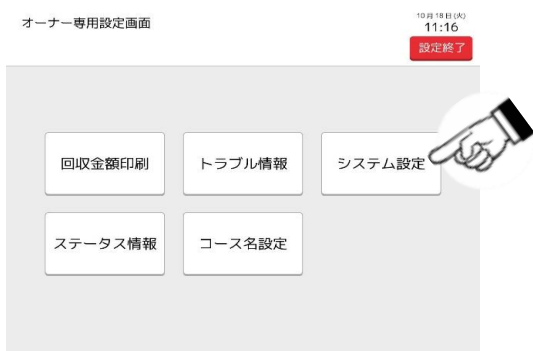 オーナー専用設定画面
10月18日(火)
11:16
設定終了
回収金額印刷
トラブル情報
システム設定
ステータス情報
コース名設定